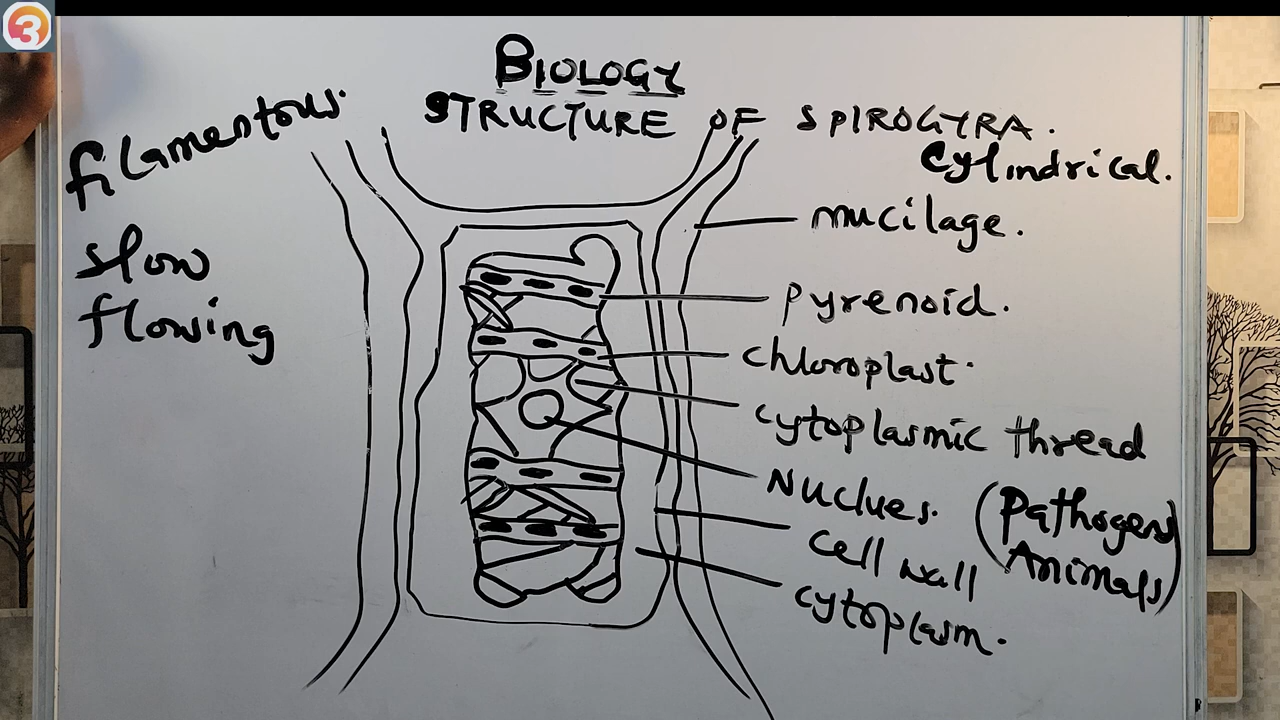 3
BIOLOGY
STRUCTURE OF SPIROGYRA.
filamentous.
cylindrical.
slow
flowing
mucilage.
pyrenoid.
chloroplast.
cytoplasmic thread
Nuclues.
(Pathogens
Animals)
cell wall
cytoplasm.